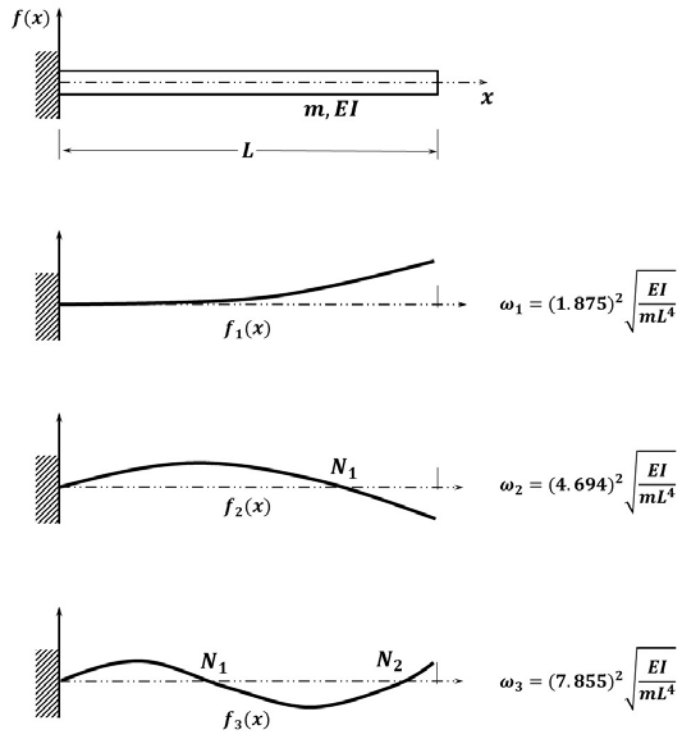 f(x)
x
m, EI
L
f₁(x)
ω₁ = (1.875)² √(EI/mL⁴)
N₁
f₂(x)
ω₂ = (4.694)² √(EI/mL⁴)
N₁ N₂
f₃(x)
ω₃ = (7.855)² √(EI/mL⁴)